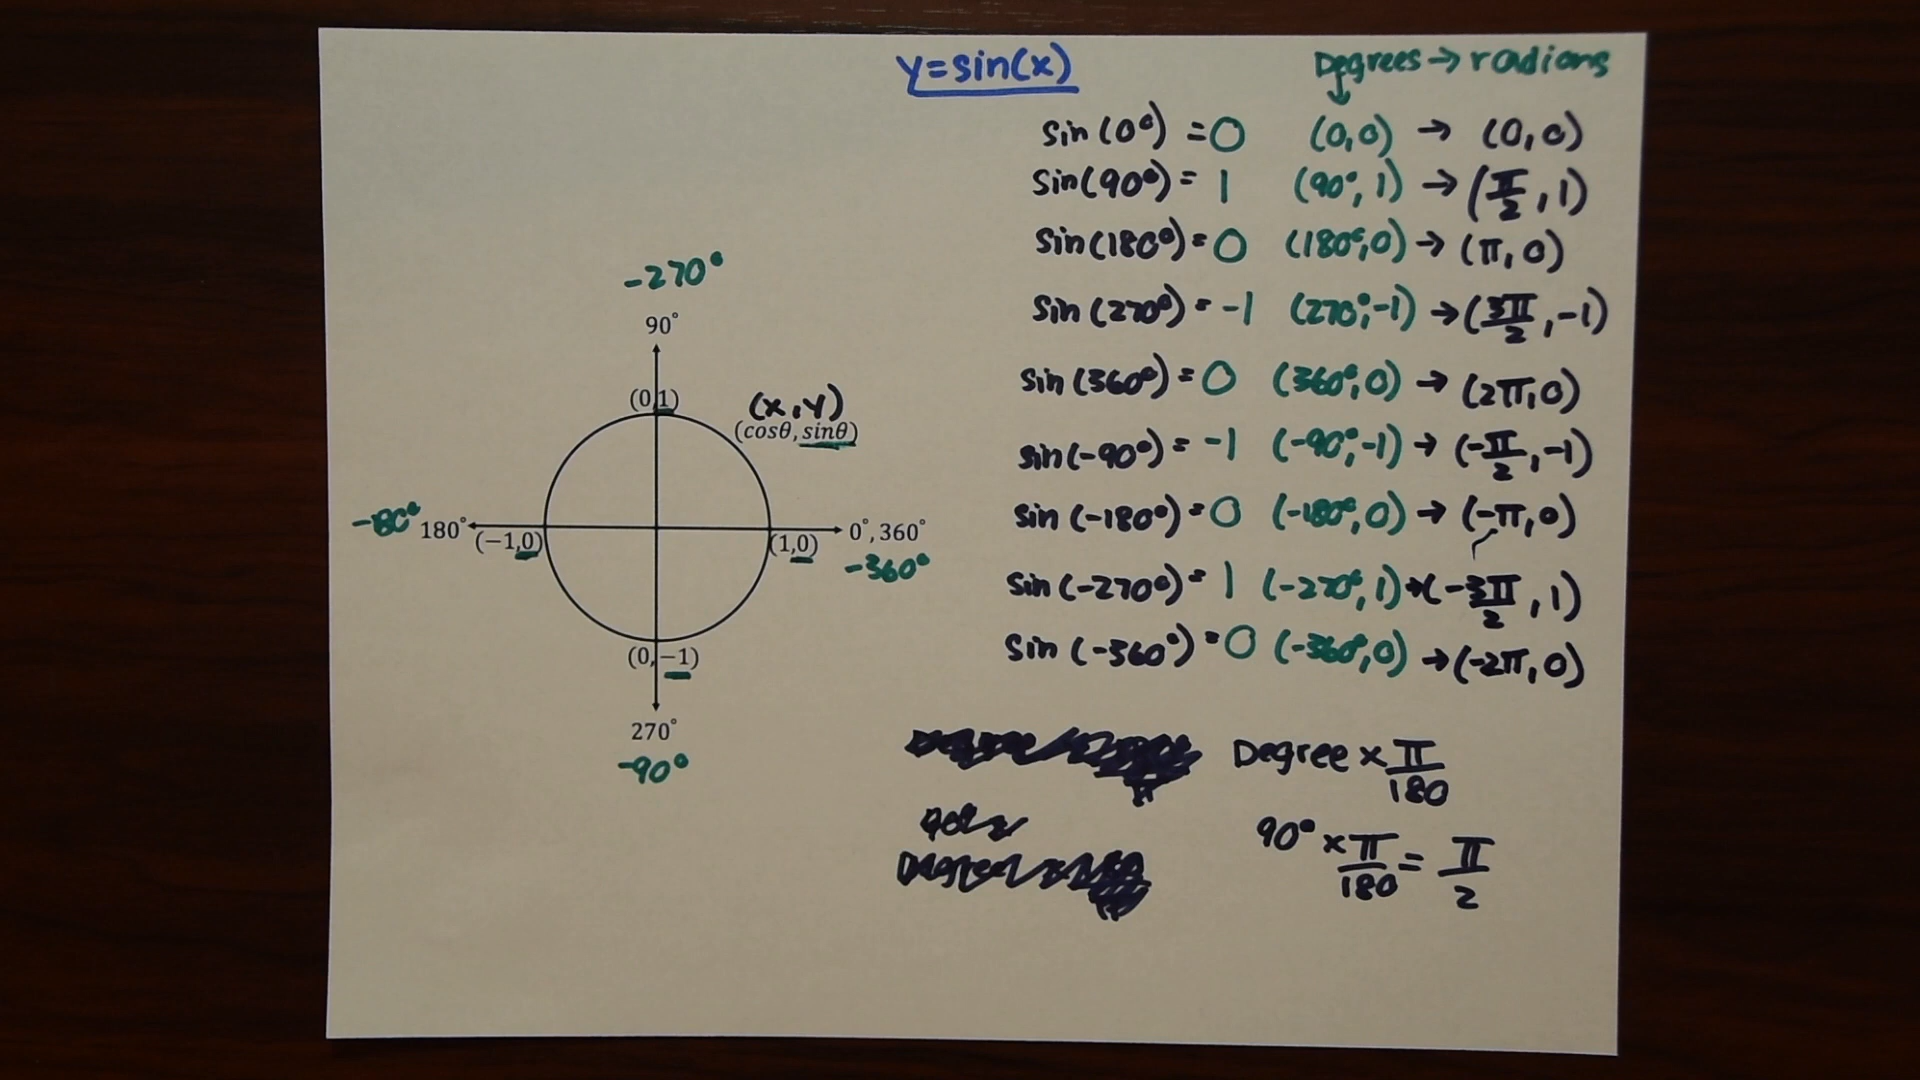 y=sin(x)
Degrees → radians
sin(0°) = 0 (0,0) → (0,0)
sin(90°) = 1 (90°,1) → (π/2, 1)
sin(180°) = 0 (180°,0) → (π, 0)
sin(270°) = -1 (270°,-1) → (3π/2, -1)
sin(360°) = 0 (360°,0) → (2π,0)
sin(-90°) = -1 (-90°,-1) → (-π/2, -1)
sin(-180°) = 0 (-180°,0) → (-π,0)
sin(-270°) = 1 (-270°,1) → (-3π/2, 1)
sin(-360°) = 0 (-360°,0) → (-2π,0)
Degree × π/180
90° × π/180 = π/2
-270°
90°
(0,1)
(x,y)
(cosθ, sinθ)
-180° 180°
(−1,0)
(1,0)
0°, 360°
-360°
(0,−1)
270°
-90°